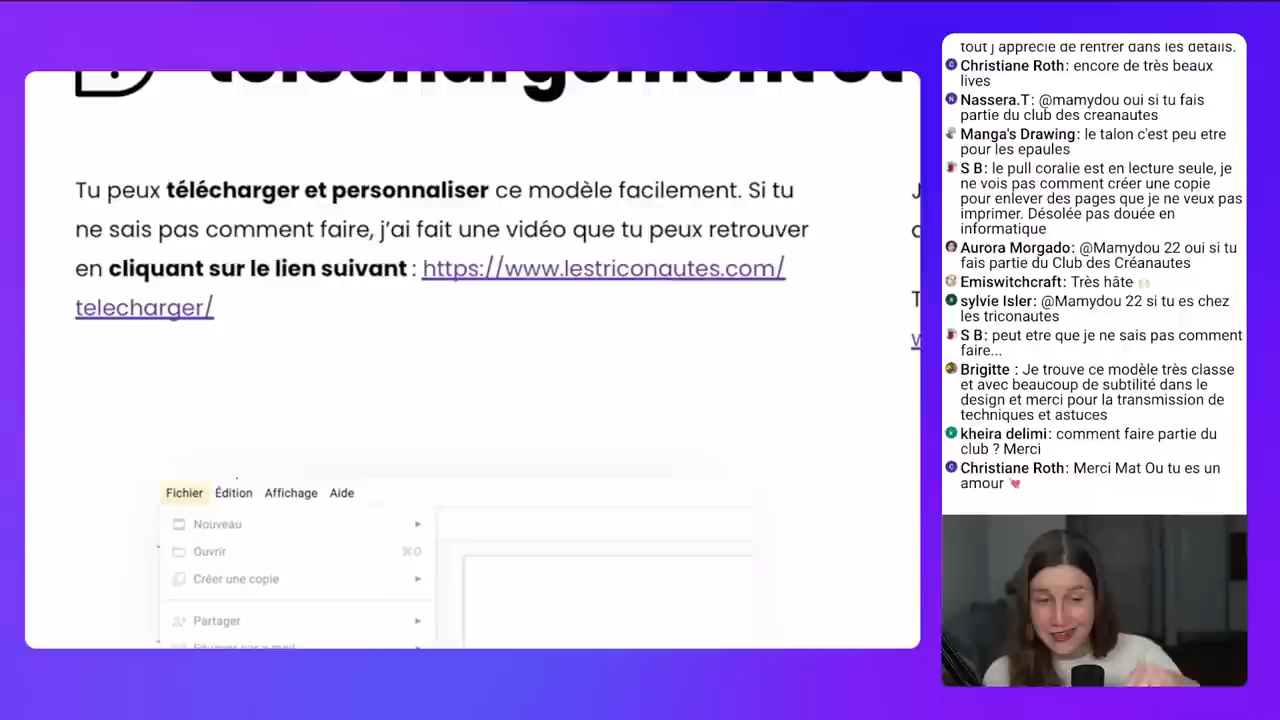 téléchargement et
Tu peux télécharger et personnaliser ce modèle facilement. Si tu
ne sais pas comment faire, j’ai fait une vidéo que tu peux retrouver
en cliquant sur le lien suivant : https://www.lestriconautes.com/
telecharger/
Fichier Édition Affichage Aide
Nouveau
Ouvrir ⌘O
Créer une copie
Partager
tout j'apprécie de rentrer dans les détails.
Christiane Roth: encore de très beaux
lives
Nassera.T: @mamydou oui si tu fais
partie du club des creanautes
Manga's Drawing: le talon c'est peu etre
pour les epaules
S B: le pull coralie est en lecture seule, je
ne vois pas comment créer une copie
pour enlever des pages que je ne veux pas
imprimer. Désolée pas douée en
informatique
Aurora Morgado: @Mamydou 22 oui si tu
fais partie du Club des Créanautes
Emiswitchcraft: Très hâte
sylvie Isler: @Mamydou 22 si tu es chez
les triconautes
S B: peut etre que je ne sais pas comment
faire...
Brigitte : Je trouve ce modèle très classe
et avec beaucoup de subtilité dans le
design et merci pour la transmission de
techniques et astuces
kheira delimi: comment faire partie du
club ? Merci
Christiane Roth: Merci Mat Ou tu es un
amour 💘